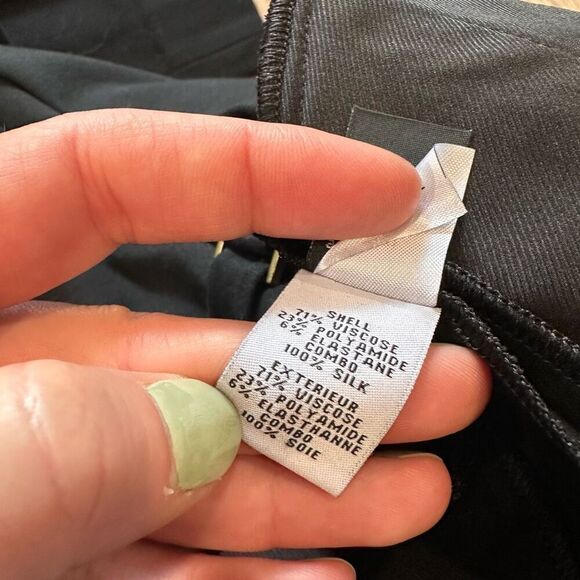 SHELL
71% VISCOSE
23% POLYAMIDE
6% ELASTANE
COMBO
100% SILK
EXTERIEUR
71% VISCOSE
23% POLYAMIDE
6% ELASTHANNE
COMBO
100% SOIE